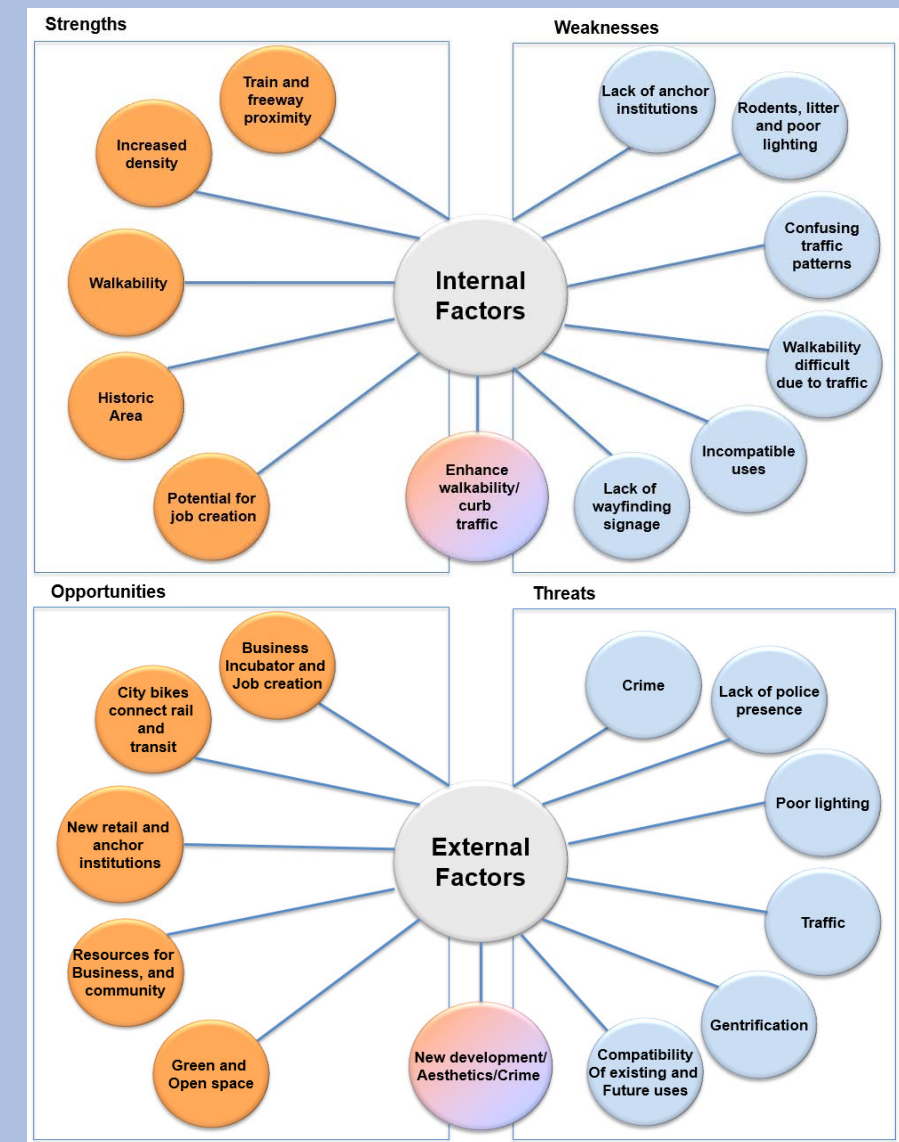 Strengths
Weaknesses
Train and
freeway
proximity
Increased
density
Walkability
Historic
Area
Potential for
job creation
Internal
Factors
Enhance
walkability/
curb
traffic
Lack of anchor
institutions
Rodents, litter
and poor
lighting
Confusing
traffic
patterns
Walkability
difficult
due to traffic
Incompatible
uses
Lack of
wayfinding
signage
Opportunities
Threats
Business
Incubator and
Job creation
City bikes
connect rail
and
transit
New retail and
anchor
institutions
Resources for
Business, and
community
Green and
Open space
External
Factors
New development/
Aesthetics/Crime
Crime
Lack of police
presence
Poor lighting
Traffic
Gentrification
Compatibility
Of existing and
Future uses